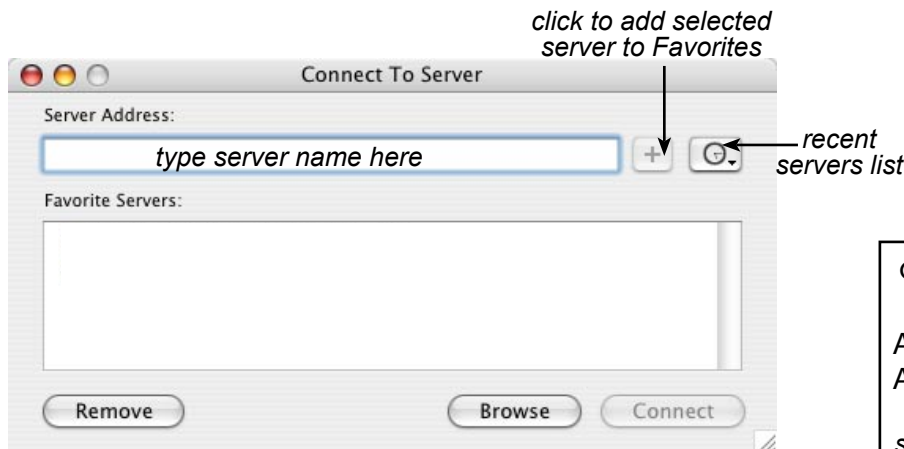 click to add selected
server to Favorites
Connect To Server
Server Address:
type server name here
+
recent
servers list
Favorite Servers:
A
A
s
Remove
Browse
Connect